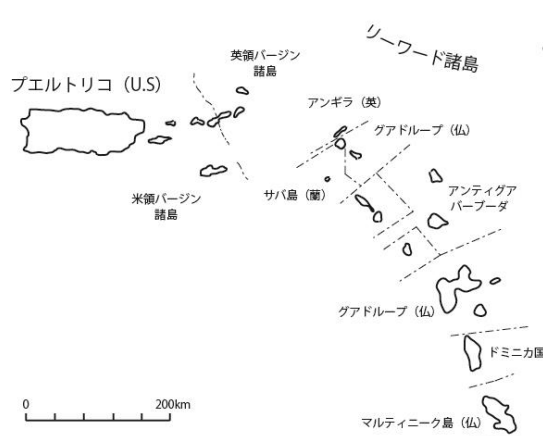 リーワード諸島
英領バージン
諸島
プエルトリコ（U.S）
アンギラ（英）
グアドループ（仏）
サバ島（蘭）
アンティグア
バーブーダ
米領バージン
諸島
グアドループ（仏）
ドミニカ国
マルティニーク島（仏）
0
200km